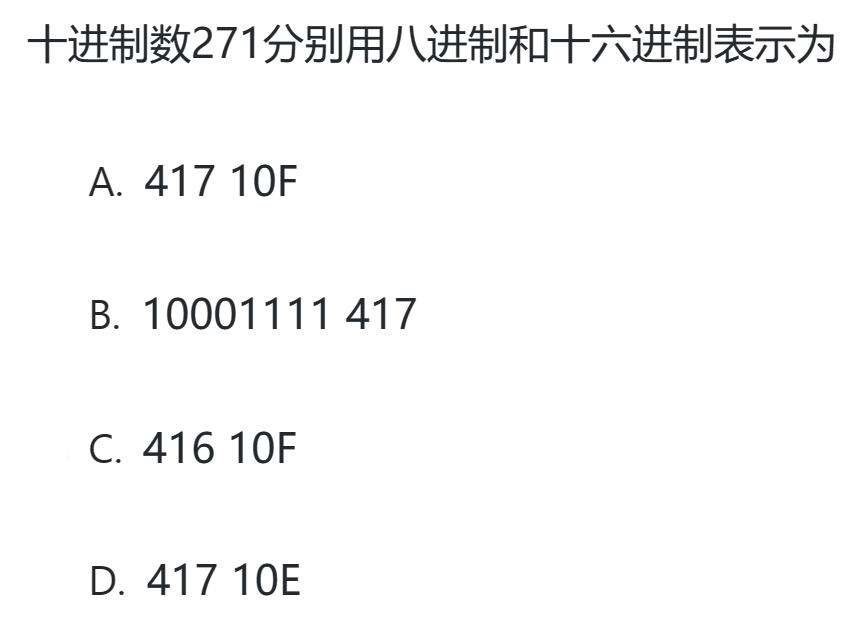 十进制数271分别用八进制和十六进制表示为
A. 417 10F
B. 10001111 417
C. 416 10F
D. 417 10E